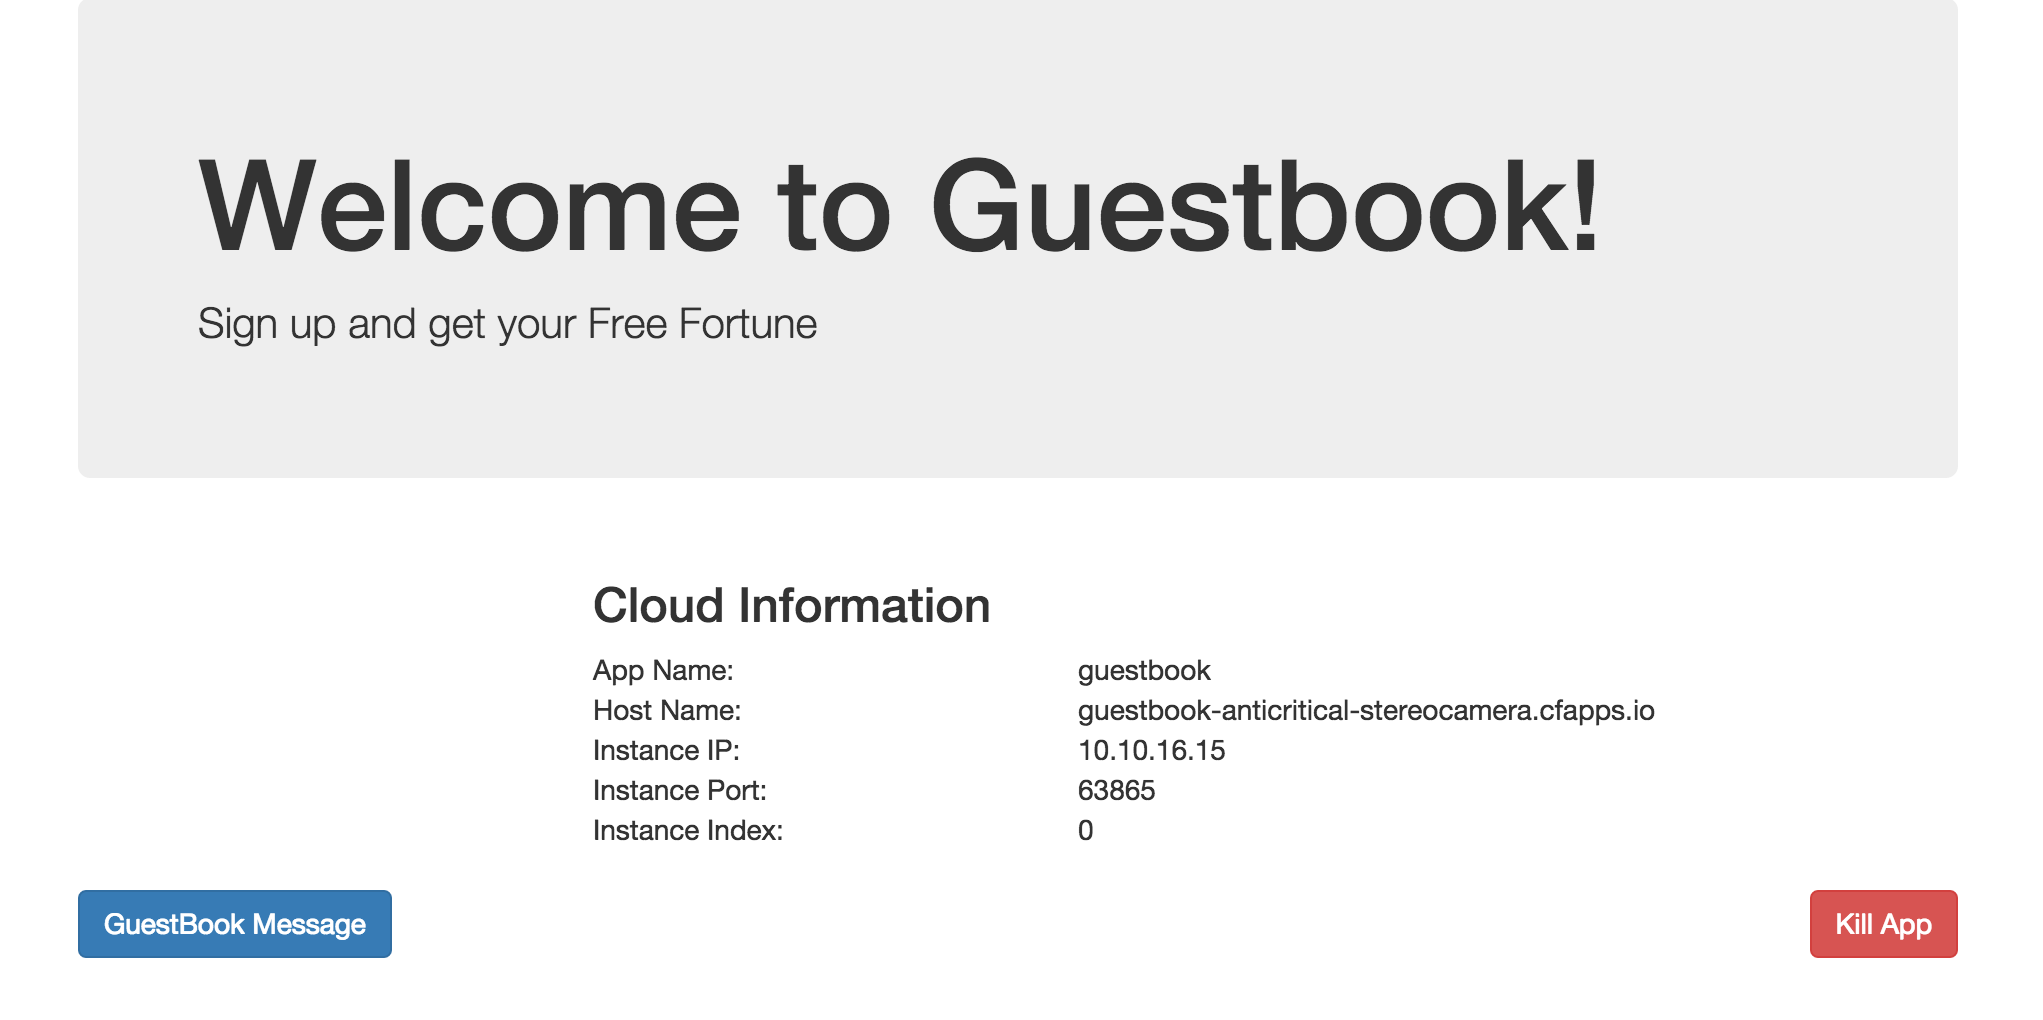 Welcome to Guestbook!
Sign up and get your Free Fortune
Cloud Information
App Name: guestbook
Host Name: guestbook-anticritical-stereocamera.cfapps.io
Instance IP: 10.10.16.15
Instance Port: 63865
Instance Index: 0
GuestBook Message Kill App